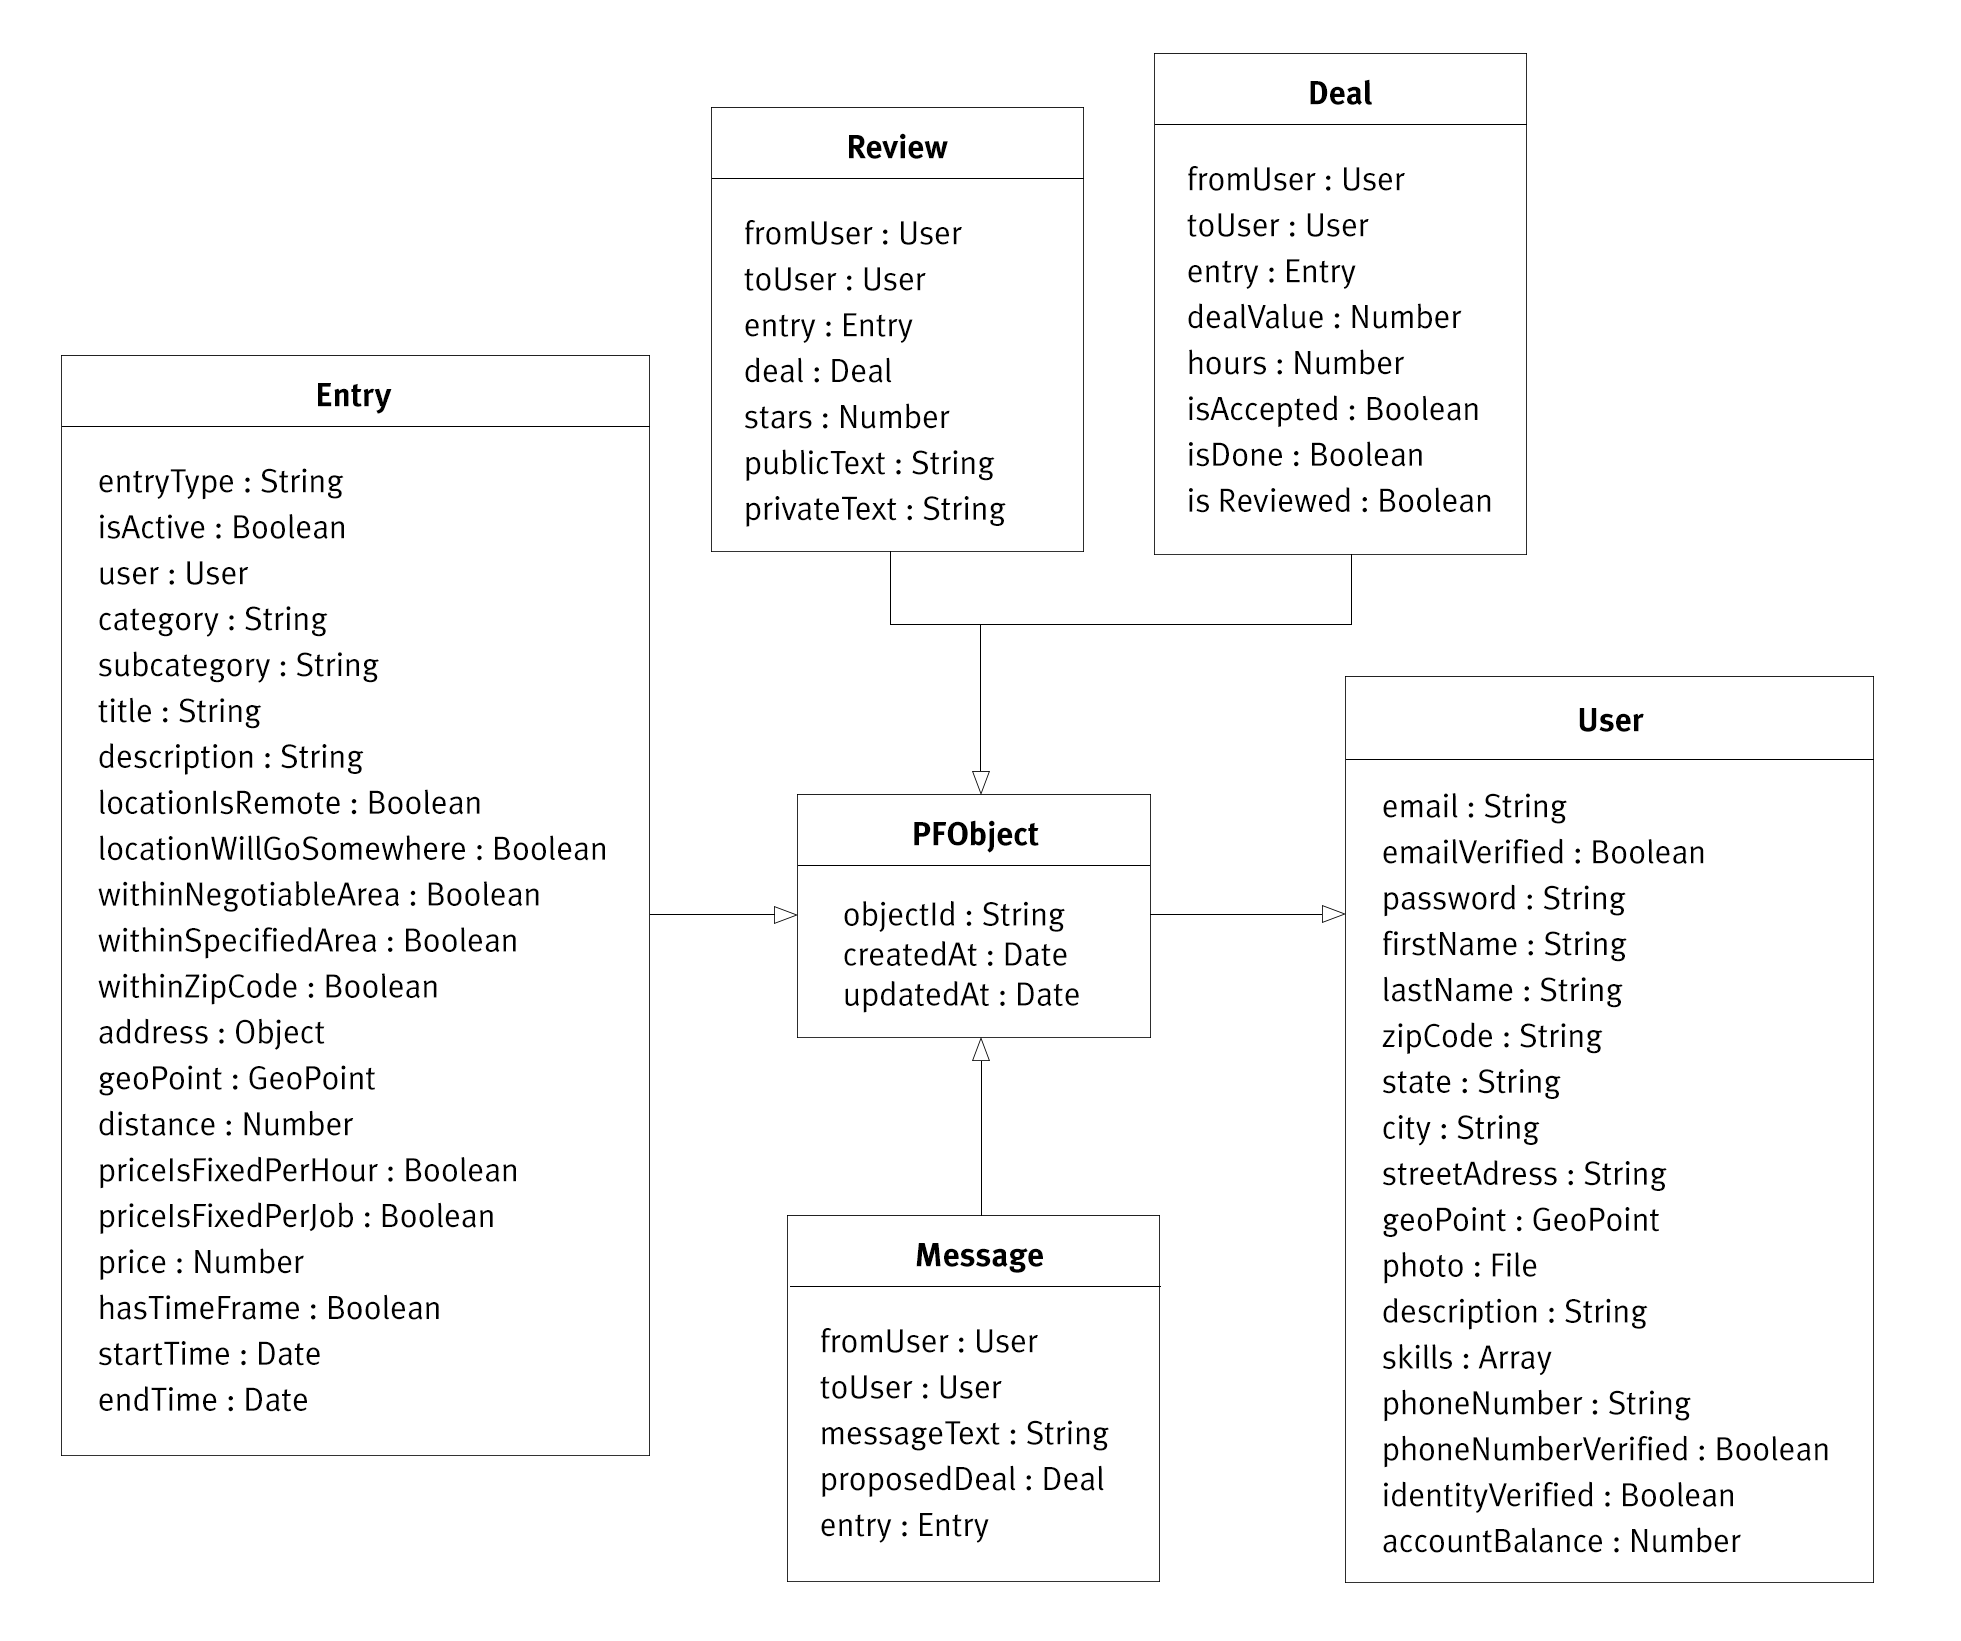 Deal
fromUser : User
toUser : User
entry : Entry
dealValue : Number
hours : Number
isAccepted : Boolean
isDone : Boolean
is Reviewed : Boolean
Review
fromUser : User
toUser : User
entry : Entry
deal : Deal
stars : Number
publicText : String
privateText : String
Entry
entryType : String
isActive : Boolean
user : User
category : String
subcategory : String
title : String
description : String
locationIsRemote : Boolean
locationWillGoSomewhere : Boolean
withinNegotiableArea : Boolean
withinSpecifiedArea : Boolean
withinZipCode : Boolean
address : Object
geoPoint : GeoPoint
distance : Number
priceIsFixedPerHour : Boolean
priceIsFixedPerJob : Boolean
price : Number
hasTimeFrame : Boolean
startTime : Date
endTime : Date
PFObject
objectId : String
createdAt : Date
updatedAt : Date
Message
fromUser : User
toUser : User
messageText : String
proposedDeal : Deal
entry : Entry
User
email : String
emailVerified : Boolean
password : String
firstName : String
lastName : String
zipCode : String
state : String
city : String
streetAdress : String
geoPoint : GeoPoint
photo : File
description : String
skills : Array
phoneNumber : String
phoneNumberVerified : Boolean
identityVerified : Boolean
accountBalance : Number